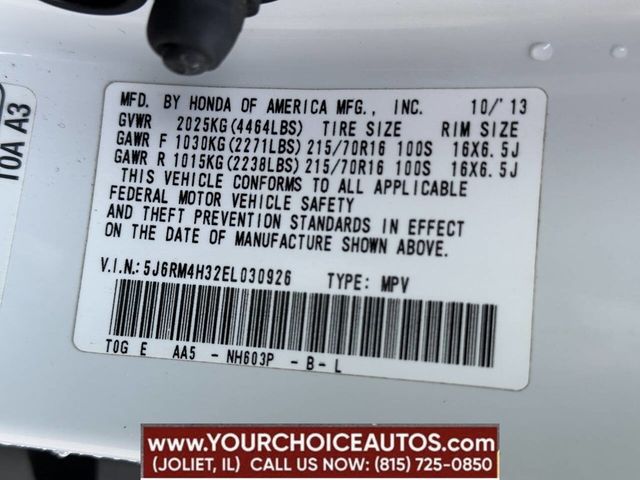 MFD. BY HONDA OF AMERICA MFG., INC. 10/'13
GVWR 2025KG(4464LBS) TIRE SIZE RIM SIZE
GAWR F 1030KG(2271LBS) 215/70R16 100S 16X6.5J
GAWR R 1015KG(2238LBS) 215/70R16 100S 16X6.5J
THIS VEHICLE CONFORMS TO ALL APPLICABLE
FEDERAL MOTOR VEHICLE SAFETY
AND THEFT PREVENTION STANDARDS IN EFFECT
ON THE DATE OF MANUFACTURE SHOWN ABOVE.
V.I.N.: 5J6RM4H32EL030926 TYPE: MPV
T0G E AA5 - NH603P - B - L
T0A A3
WWW.YOURCHOICEAUTOS.COM
(JOLIET, IL) CALL US NOW: (815) 725-0850